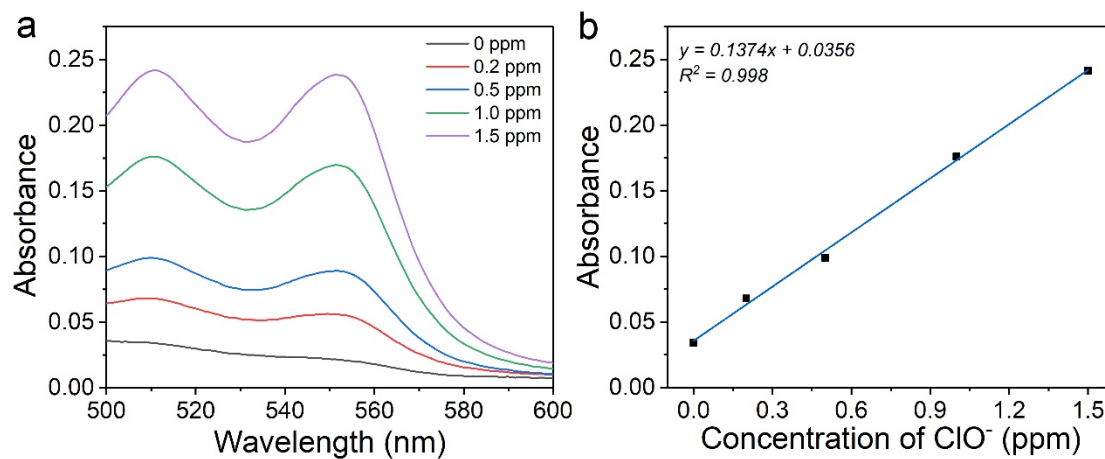 a
0 ppm
0.2 ppm
0.5 ppm
1.0 ppm
1.5 ppm
0.25
0.20
0.15
0.10
0.05
0.00
Absorbance
500
520
540
560
580
600
Wavelength (nm)
b
y = 0.1374x + 0.0356
R² = 0.998
0.25
0.20
0.15
0.10
0.05
0.00
Absorbance
0.0
0.3
0.6
0.9
1.2
1.5
Concentration of ClO⁻ (ppm)